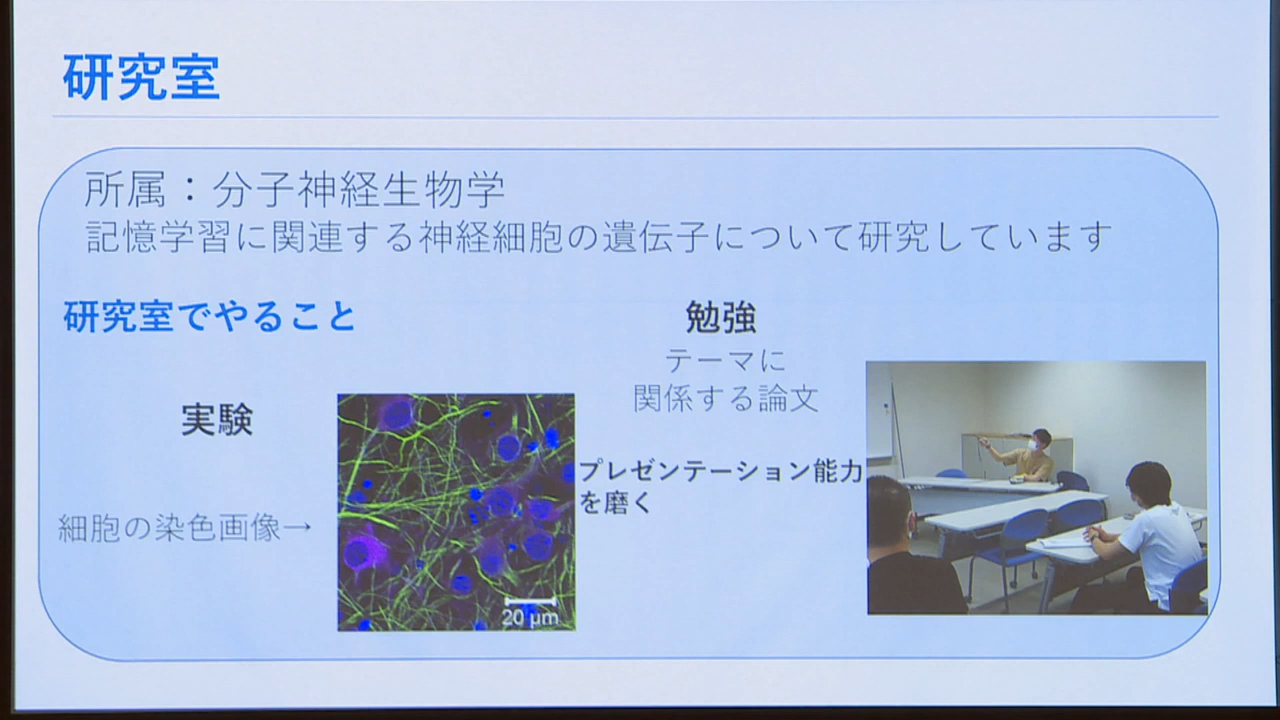 研究室
所属：分子神経生物学
記憶学習に関連する神経細胞の遺伝子について研究しています
研究室でやること
実験
細胞の染色画像→
20 μm
勉強
テーマに
関係する論文
プレゼンテーション能力
を磨く